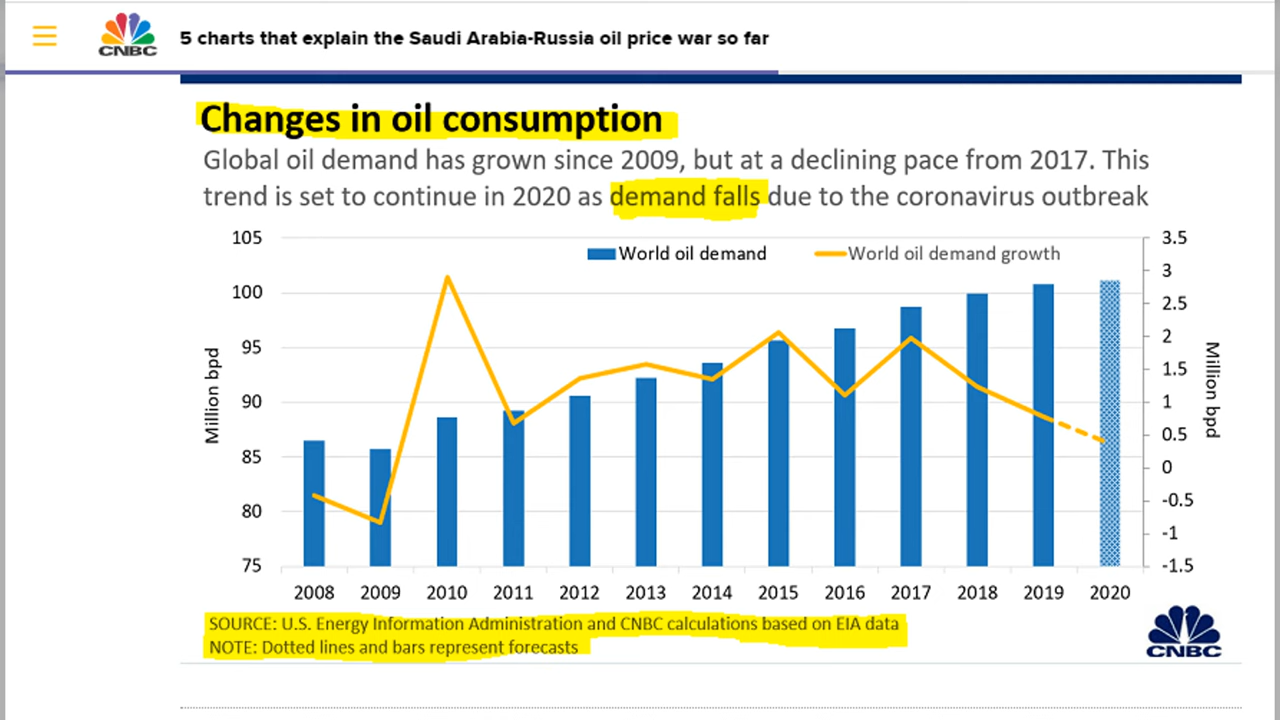 CNBC
5 charts that explain the Saudi Arabia-Russia oil price war so far
Changes in oil consumption
Global oil demand has grown since 2009, but at a declining pace from 2017. This
trend is set to continue in 2020 as demand falls due to the coronavirus outbreak
World oil demand
World oil demand growth
Million bpd
105
100
95
90
85
80
75
3.5
3
2.5
2
1.5
1
0.5
0
-0.5
-1
-1.5
Million bpd
2008 2009 2010 2011 2012 2013 2014 2015 2016 2017 2018 2019 2020
SOURCE: U.S. Energy Information Administration and CNBC calculations based on EIA data
NOTE: Dotted lines and bars represent forecasts
CNBC